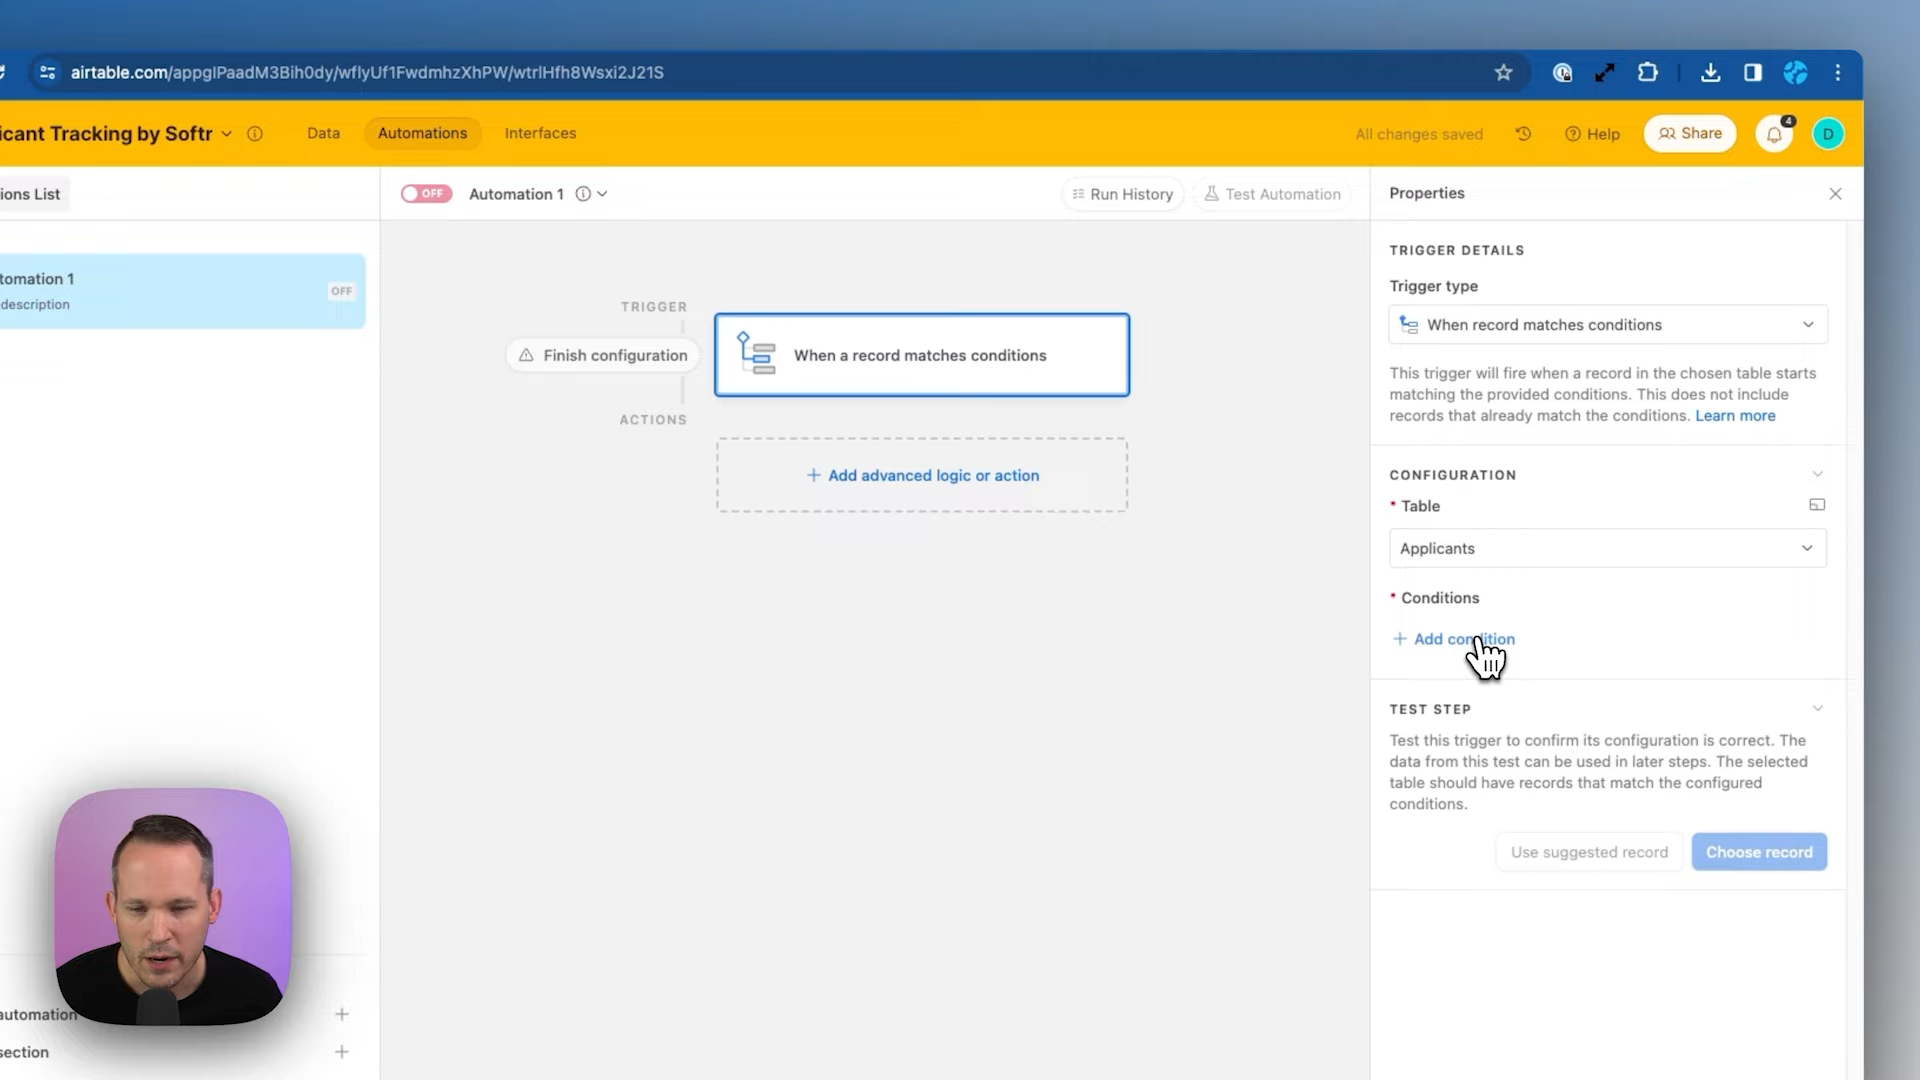 airtable.com/appglPaadM3Bih0dy/wflyUf1FwdmhzXhPW/wtrlHfh8Wsxi2J21S
icant Tracking by Softr
Data
Automations
Interfaces
All changes saved
Help
Share
4
D
ions List
OFF
Automation 1
Run History
Test Automation
Properties
tomation 1
description
OFF
TRIGGER
Finish configuration
When a record matches conditions
ACTIONS
+ Add advanced logic or action
TRIGGER DETAILS
Trigger type
When record matches conditions
This trigger will fire when a record in the chosen table starts
matching the provided conditions. This does not include
records that already match the conditions. Learn more
CONFIGURATION
* Table
Applicants
* Conditions
+ Add condition
TEST STEP
Test this trigger to confirm its configuration is correct. The
data from this test can be used in later steps. The selected
table should have records that match the configured
conditions.
Use suggested record
Choose record
automation
+
section
+